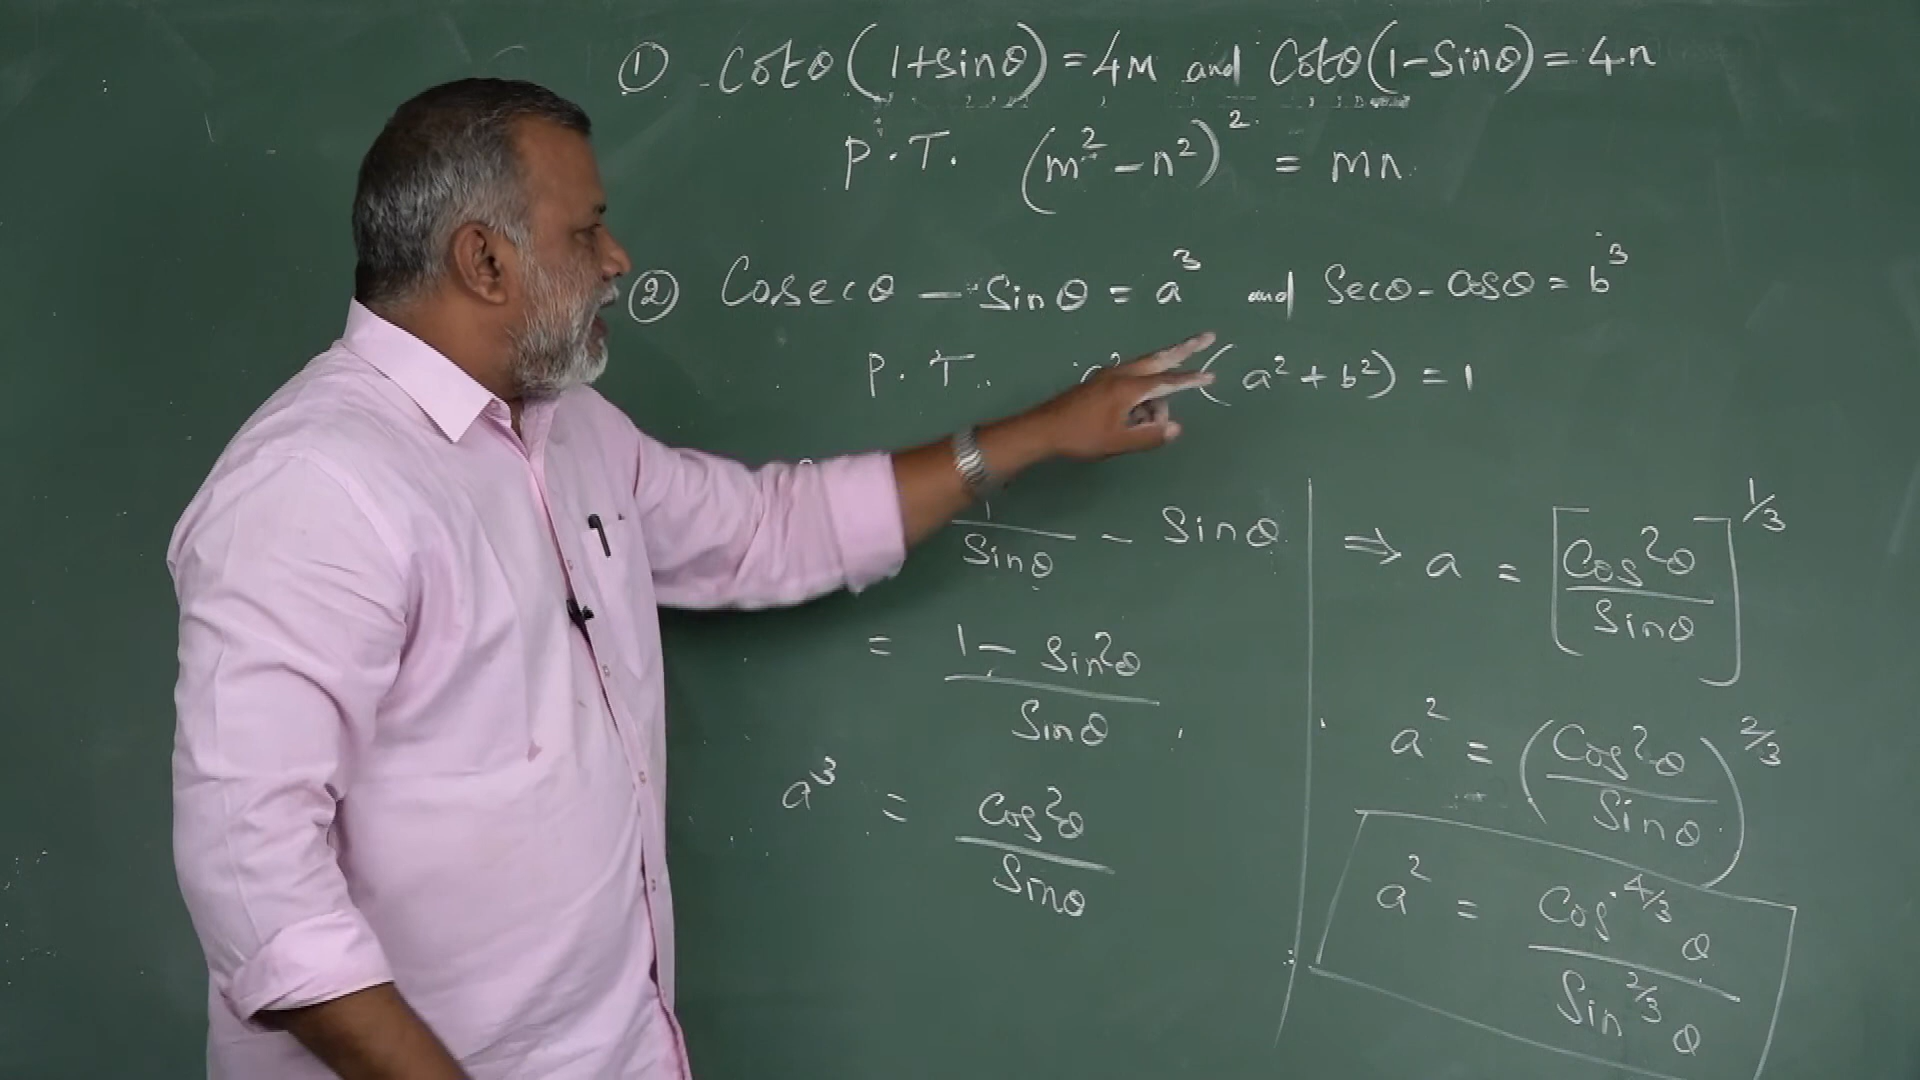 ① Cotθ (1+sinθ) = 4m and Cotθ (1-Sinθ) = 4n
P.T. (m² - n²)² = mn
② Cosecθ - Sinθ = a³ and Secθ - Cosθ = b³
P.T. (a² + b²) = 1
1/Sinθ - Sinθ
= (1 - Sin²θ)/Sinθ
a³ = Cos²θ/Sinθ
⇒ a = [Cos²θ/Sinθ]^1/3
a² = (Cos²θ/Sinθ)^2/3
a² = Cos^4/3 θ/Sin^2/3 θ